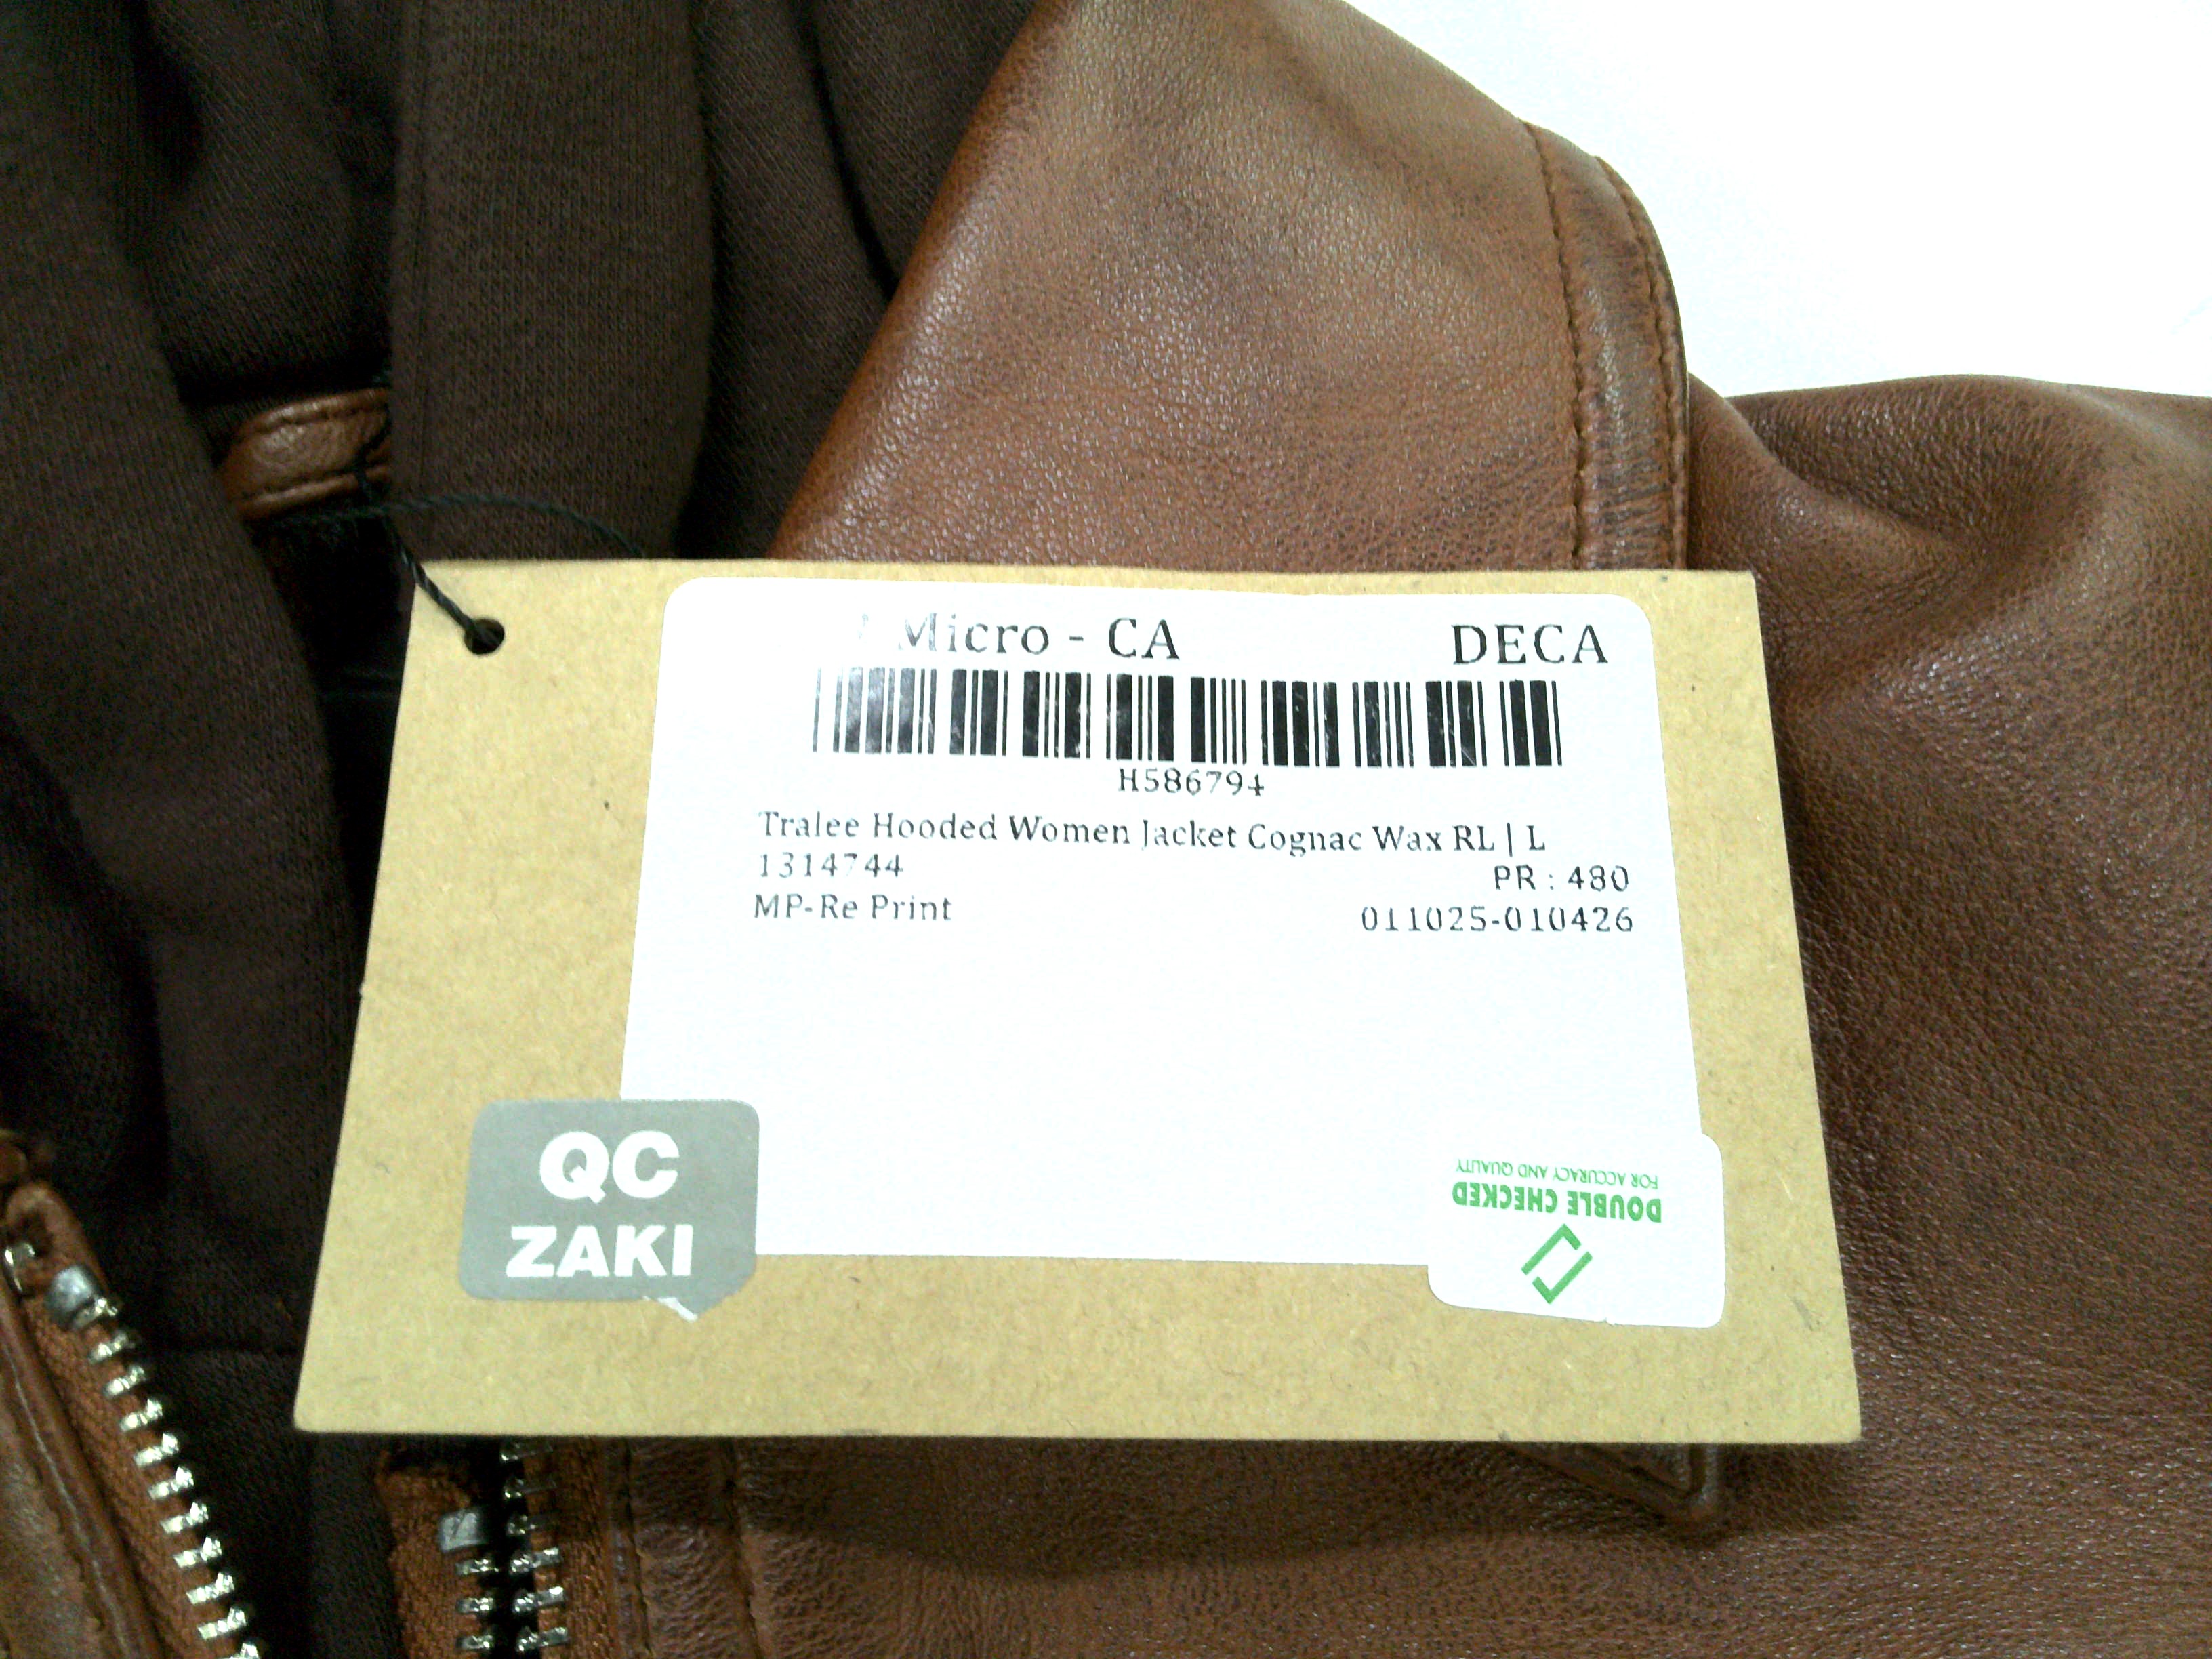 Micro - CA DECA
H586794
Tralee Hooded Women Jacket Cognac Wax RL | L
1314744 PR : 480
MP-Re Print 011025-010426
QC
ZAKI
DOUBLE CHECKED
FOR ACCURACY AND QUALITY